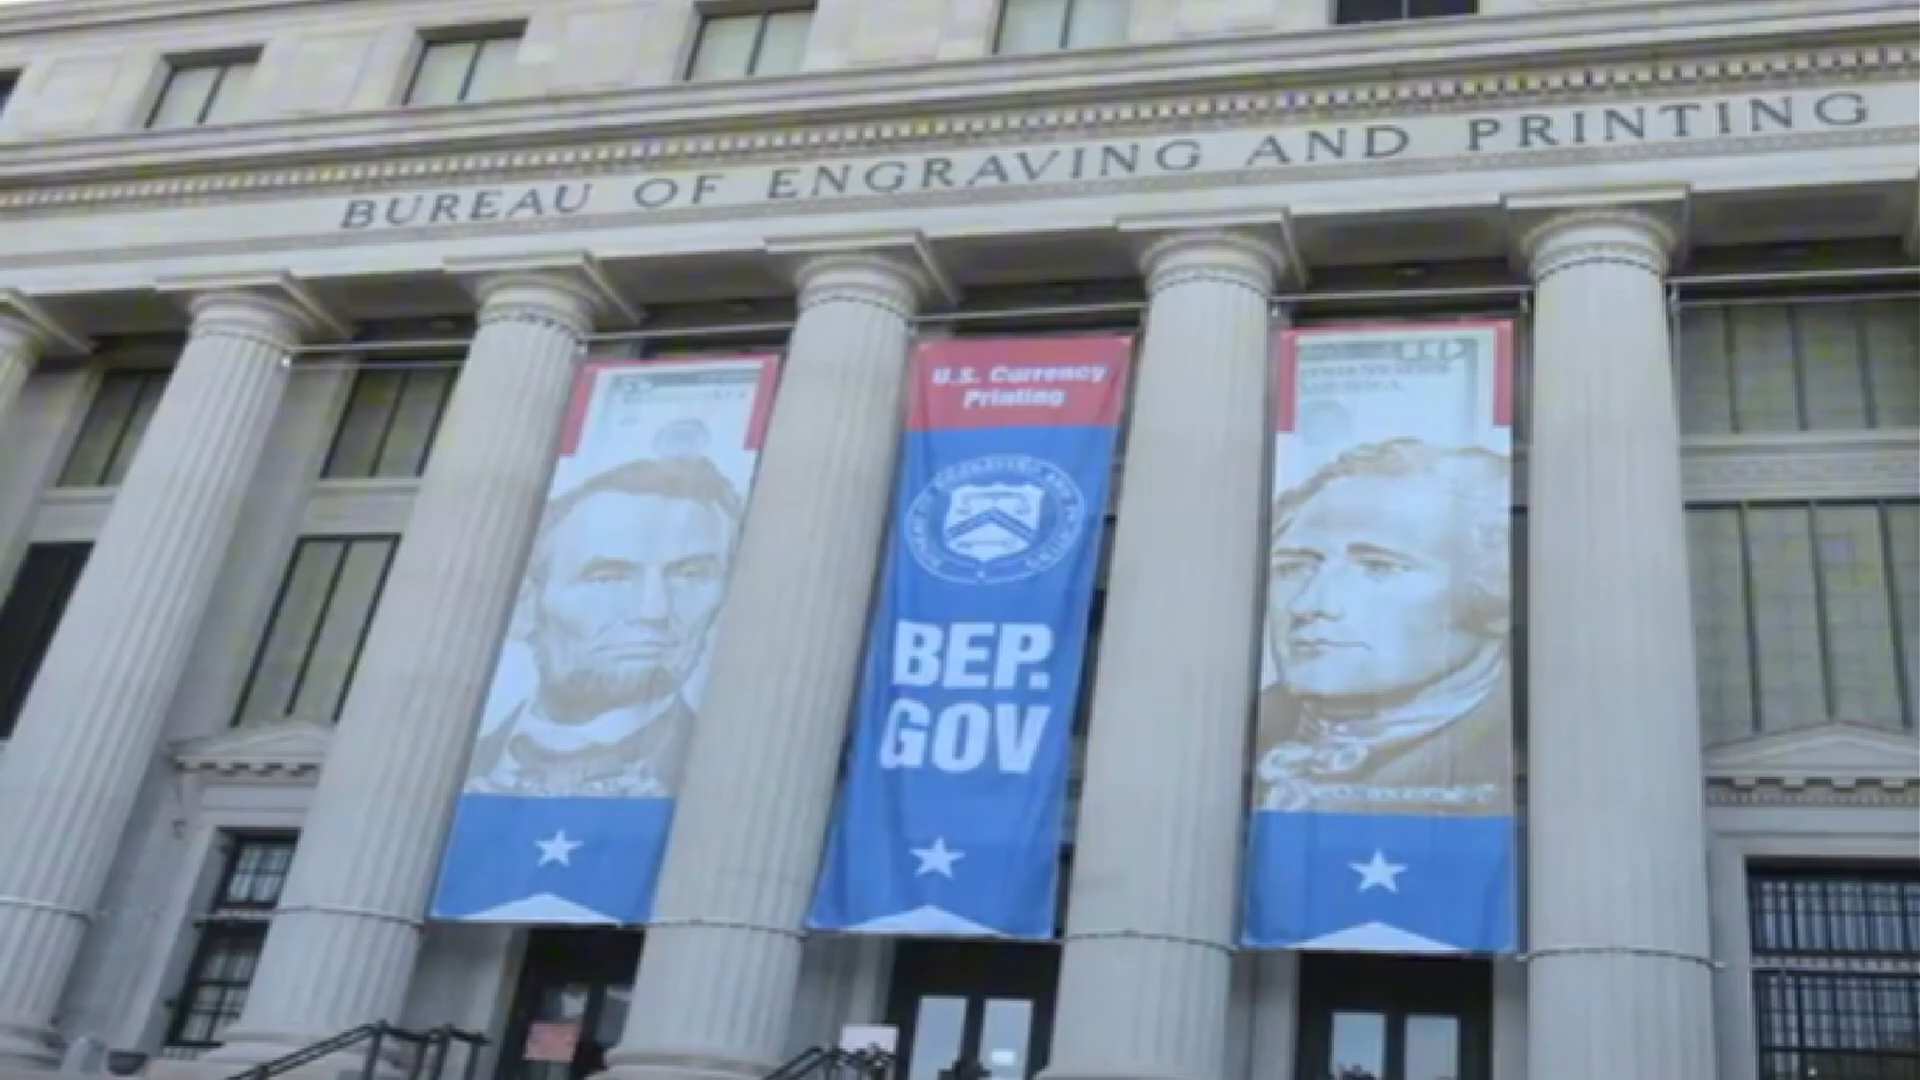 BUREAU OF ENGRAVING AND PRINTING
U.S. Currency
Printing
BEP.
GOV